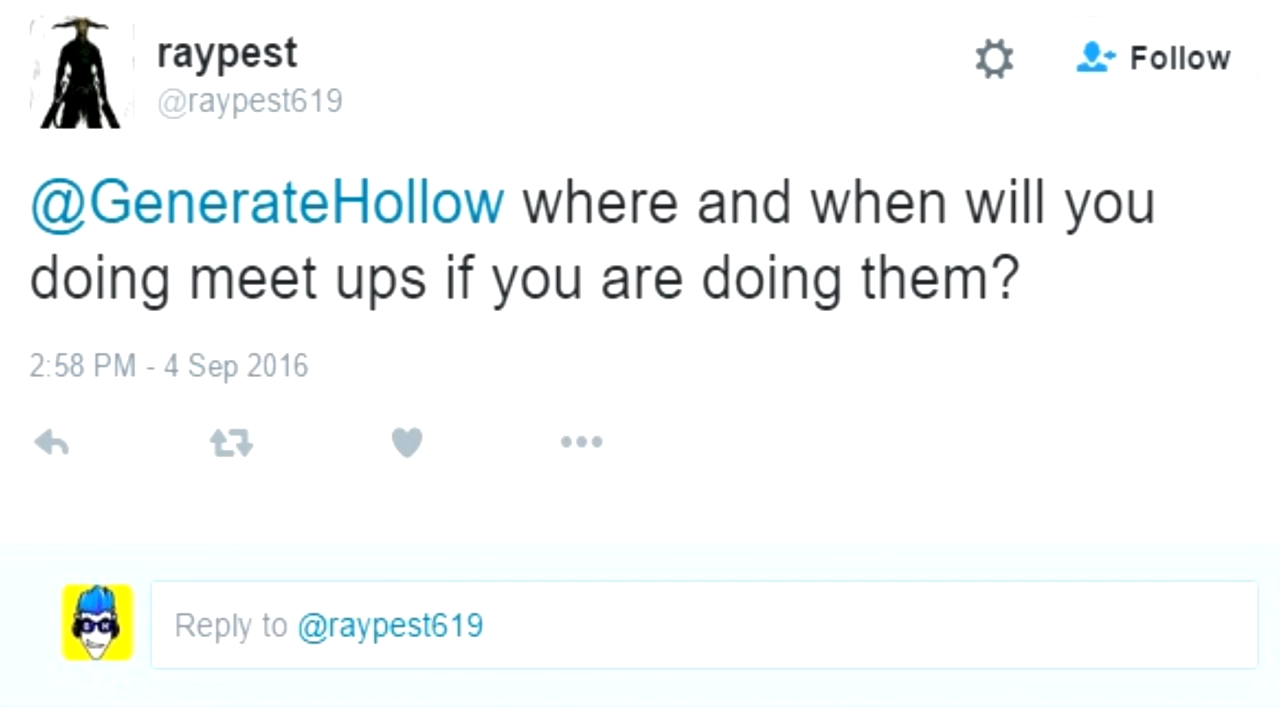 raypest
@raypest619
Follow
@GenerateHollow where and when will you
doing meet ups if you are doing them?
2:58 PM - 4 Sep 2016
Reply to @raypest619